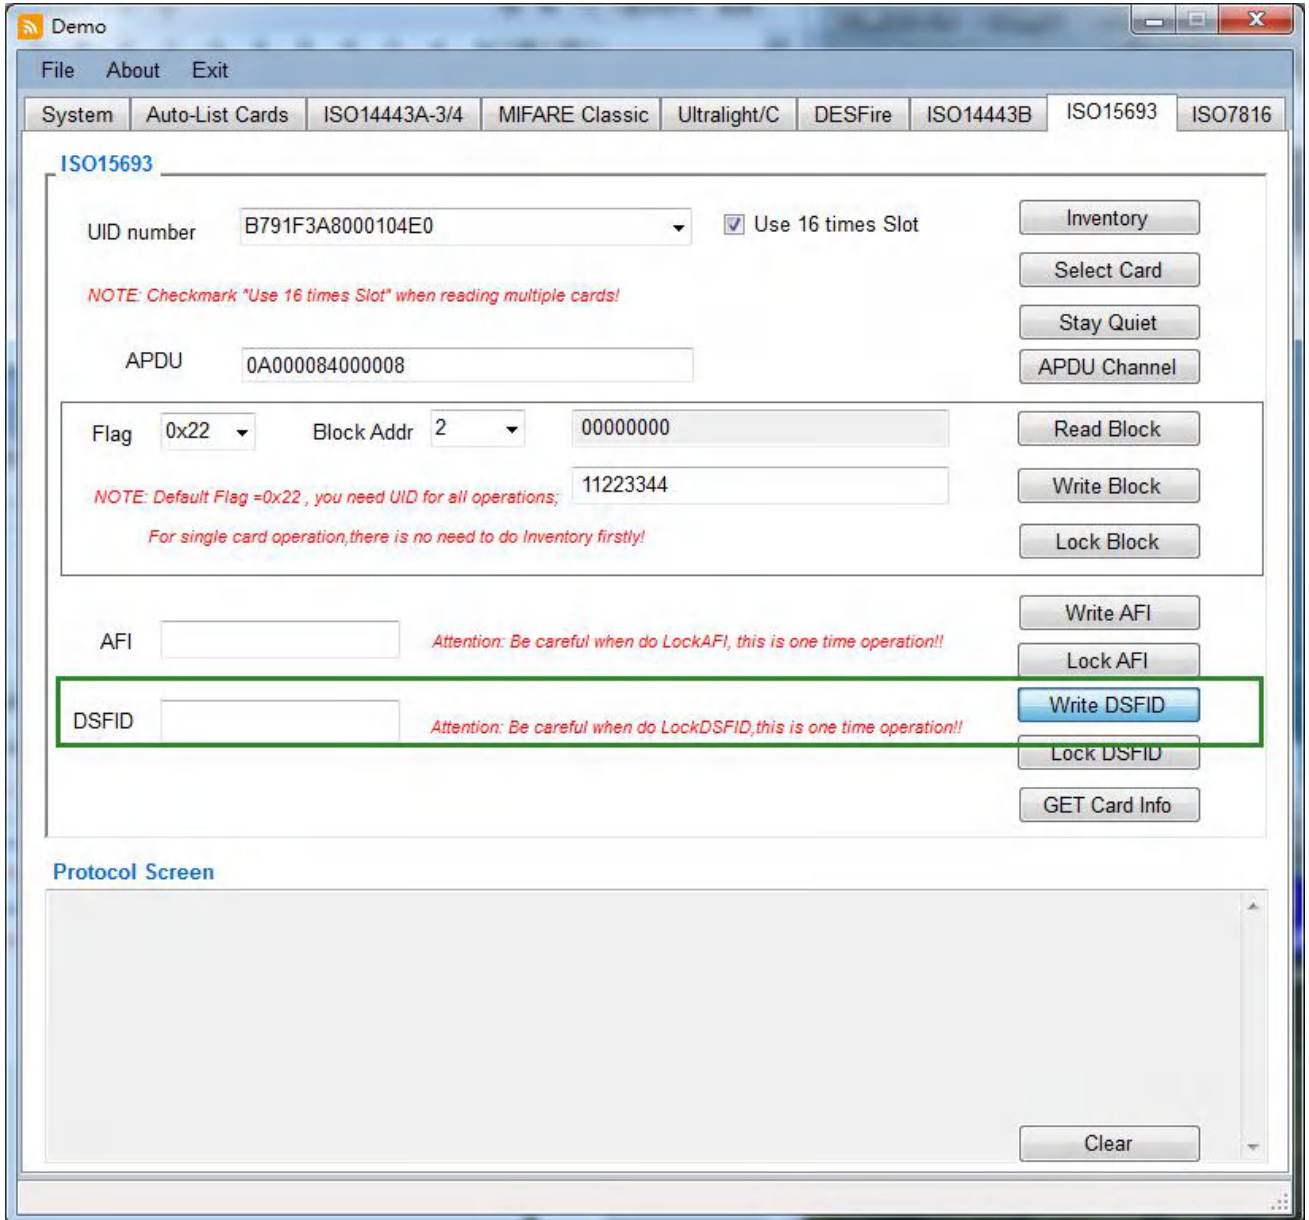 Demo
File About Exit
System Auto-List Cards ISO14443A-3/4 MIFARE Classic Ultralight/C DESFire ISO14443B ISO15693 ISO7816
ISO15693
UID number B791F3A8000104E0 Use 16 times Slot Inventory
Select Card
NOTE: Checkmark "Use 16 times Slot" when reading multiple cards!
Stay Quiet
APDU 0A000084000008 APDU Channel
Flag 0x22 Block Addr 2 00000000 Read Block
NOTE: Default Flag =0x22 , you need UID for all operations; 11223344 Write Block
For single card operation,there is no need to do Inventory firstly! Lock Block
Write AFI
AFI Attention: Be careful when do LockAFI, this is one time operation!!
Lock AFI
Write DSFID
DSFID Attention: Be careful when do LockDSFID,this is one time operation!!
Lock DSFID
GET Card Info
Protocol Screen
Clear